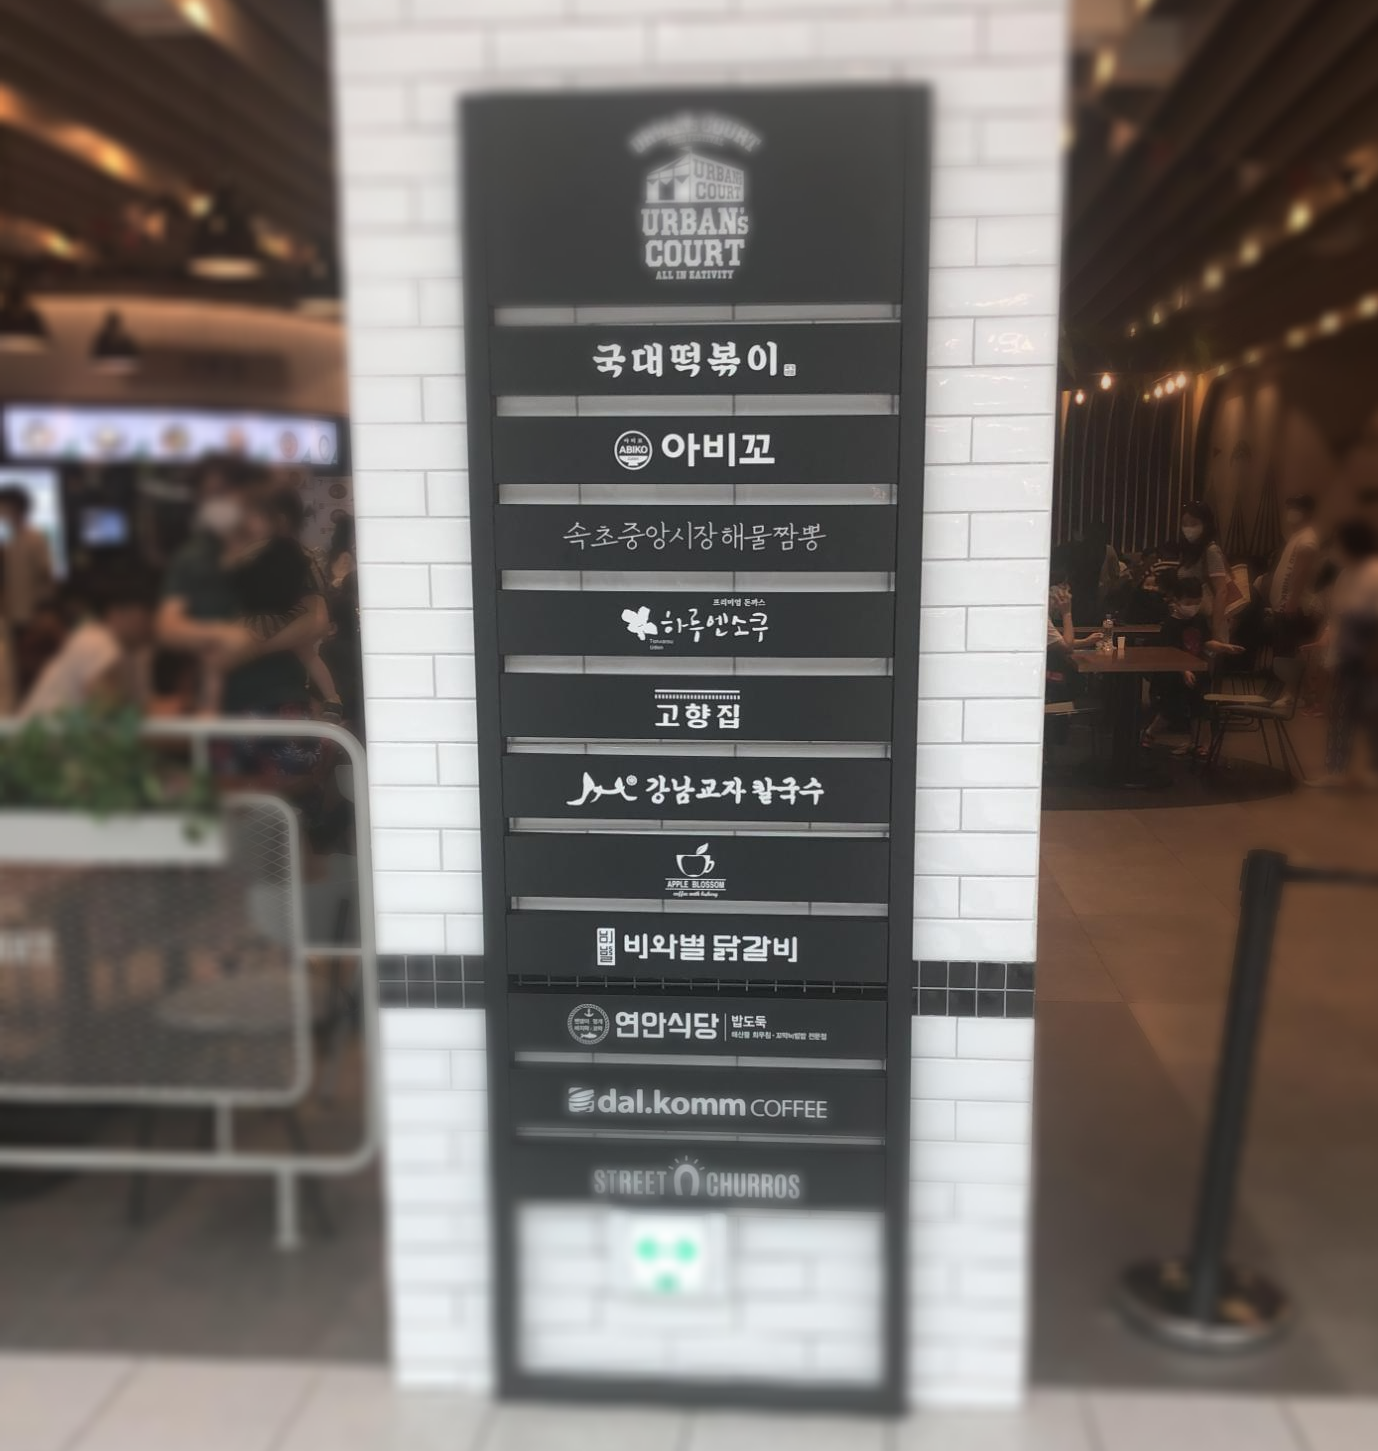 URBAN's
COURT
URBAN's
COURT
ALL IN EATIVITY
국대떡볶이
아비꼬
ABIKO
아비꼬
속초중앙시장해물짬뽕
프리미엄 돈까스
하루엔소쿠
고향집
강남교자 칼국수
APPLE BLOSSOM
비와별 닭갈비
연안식당
밥도둑
dal.komm COFFEE
STREET CHURROS